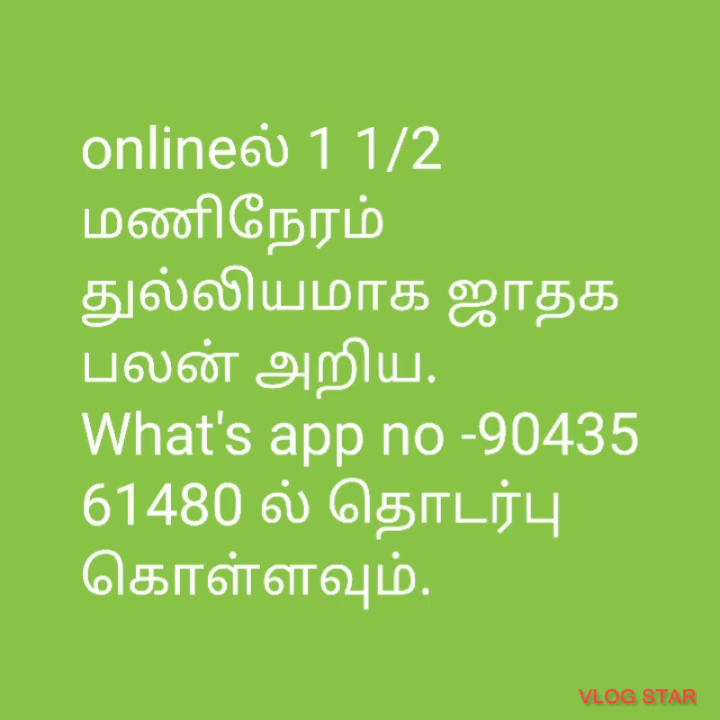 onlineல் 1 1/2
மணிநேரம்
துல்லியமாக ஜாதக
பலன் அறிய.
What's app no -90435
61480 ல் தொடர்பு
கொள்ளவும்.
VLOG STAR